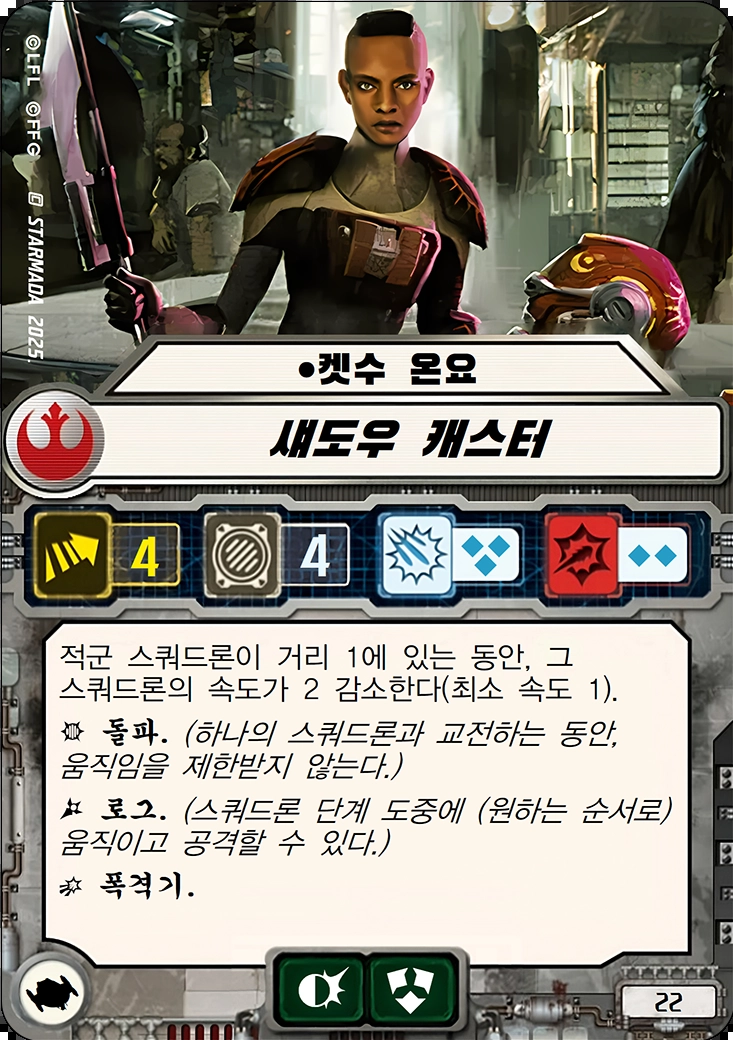 ©LFL ©FFG © STARMADA 2025.
•켓수 온요
섀도우 캐스터
4
4
적군 스쿼드론이 거리 1에 있는 동안, 그
스쿼드론의 속도가 2 감소한다(최소 속도 1).
돌파. (하나의 스쿼드론과 교전하는 동안,
움직임을 제한받지 않는다.)
로그. (스쿼드론 단계 도중에 (원하는 순서로)
움직이고 공격할 수 있다.)
폭격기.
22